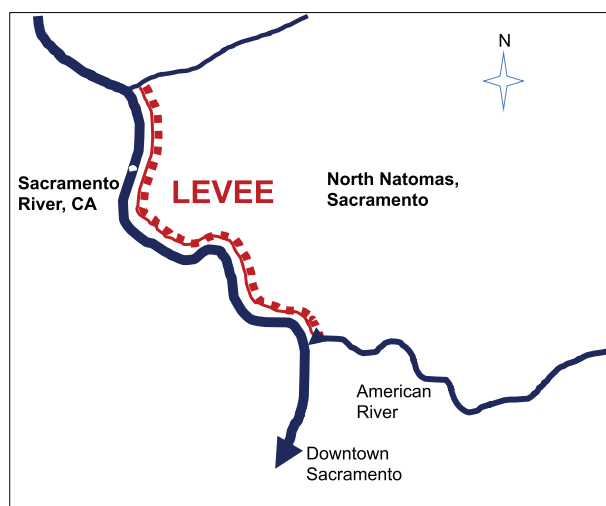 N
Sacramento
River, CA
LEVEE
North Natomas,
Sacramento
American
River
Downtown
Sacramento